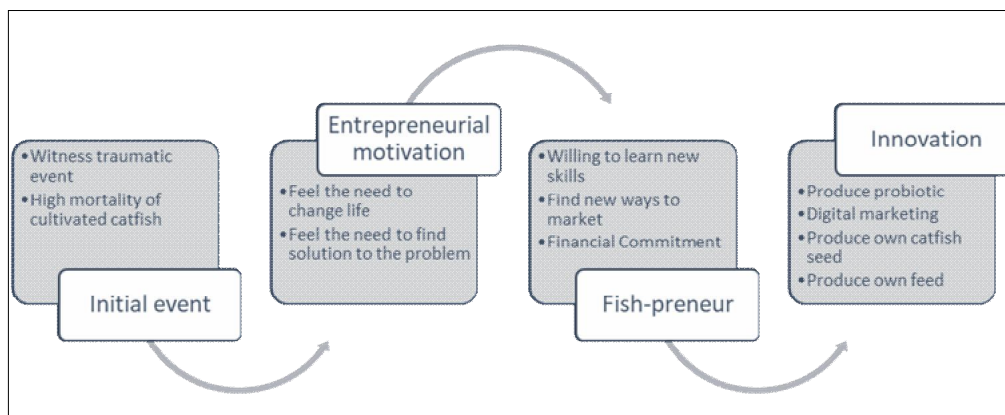 • Witness traumatic
event
• High mortality of
cultivated catfish
Initial event
Entrepreneurial
motivation
• Feel the need to
change life
• Feel the need to find
solution to the problem
• Willing to learn new
skills
• Find new ways to
market
• Financial Commitment
Fish-preneur
Innovation
• Produce probiotic
• Digital marketing
• Produce own catfish
seed
• Produce own feed